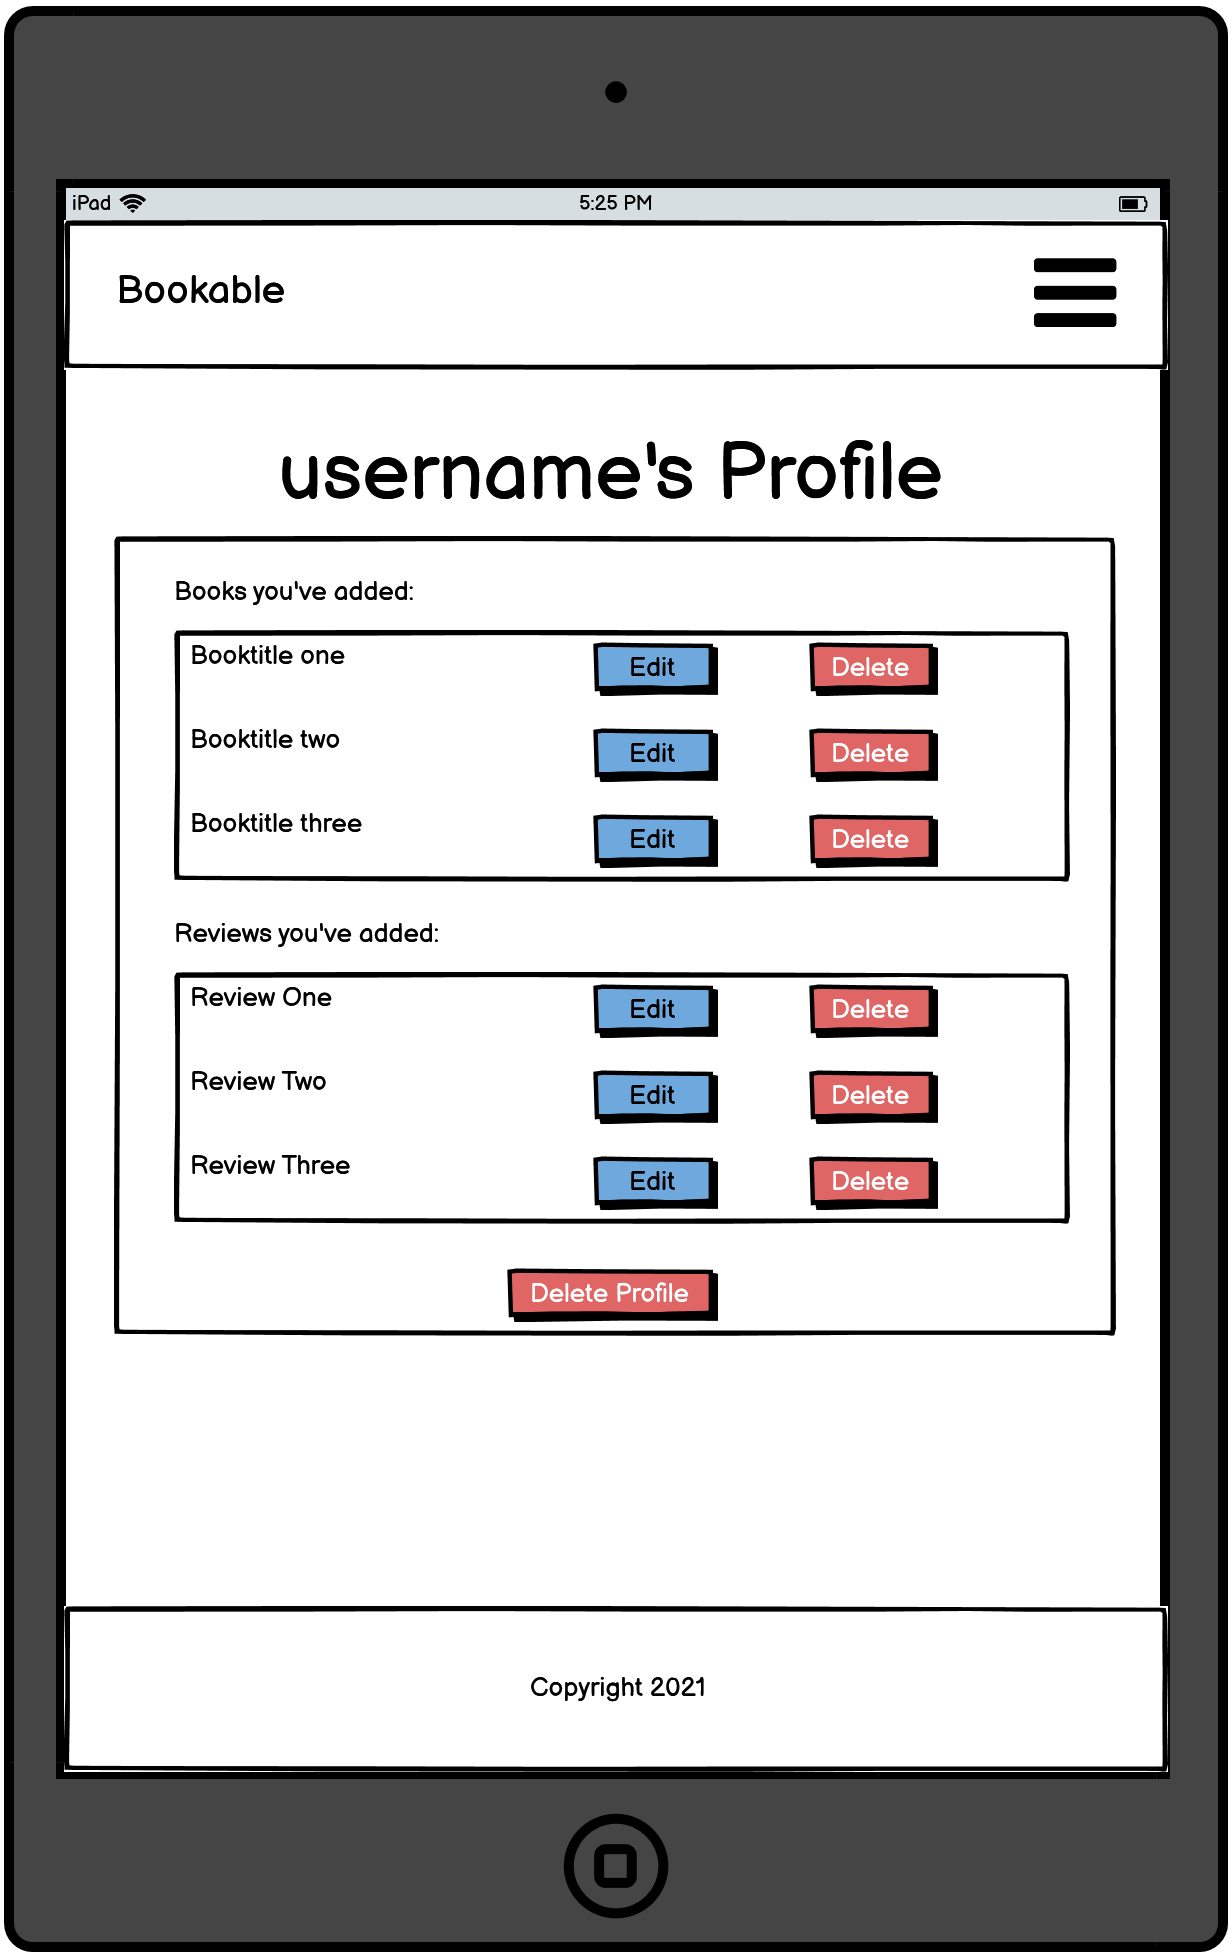 iPad 5:25 PM
Bookable
username's Profile
Books you've added:
Booktitle one Edit Delete
Booktitle two Edit Delete
Booktitle three Edit Delete
Reviews you've added:
Review One Edit Delete
Review Two Edit Delete
Review Three Edit Delete
Delete Profile
Copyright 2021